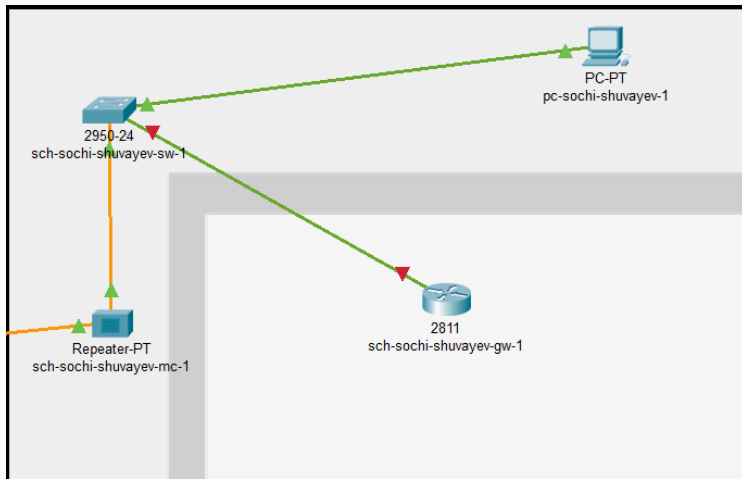 PC-PT
pc-sochi-shuvayev-1
2950-24
sch-sochi-shuvayev-sw-1
2811
sch-sochi-shuvayev-gw-1
Repeater-PT
sch-sochi-shuvayev-mc-1